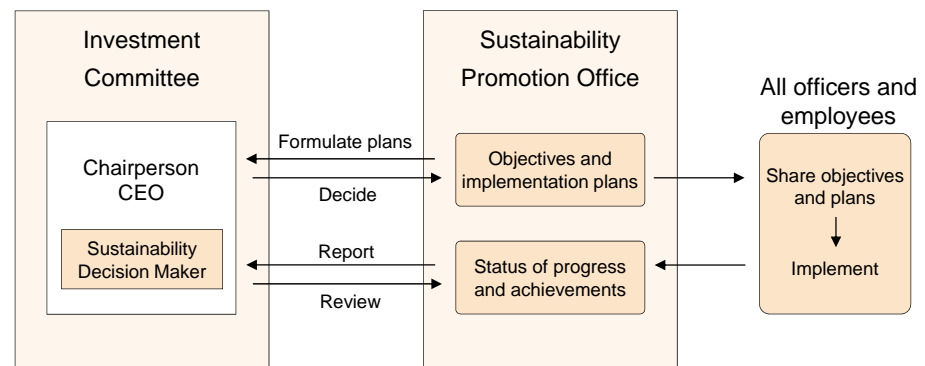 Investment
Committee
Chairperson
CEO
Sustainability
Decision Maker
Formulate plans
Decide
Report
Review
Sustainability
Promotion Office
Objectives and
implementation plans
Status of progress
and achievements
All officers and
employees
Share objectives
and plans
Implement